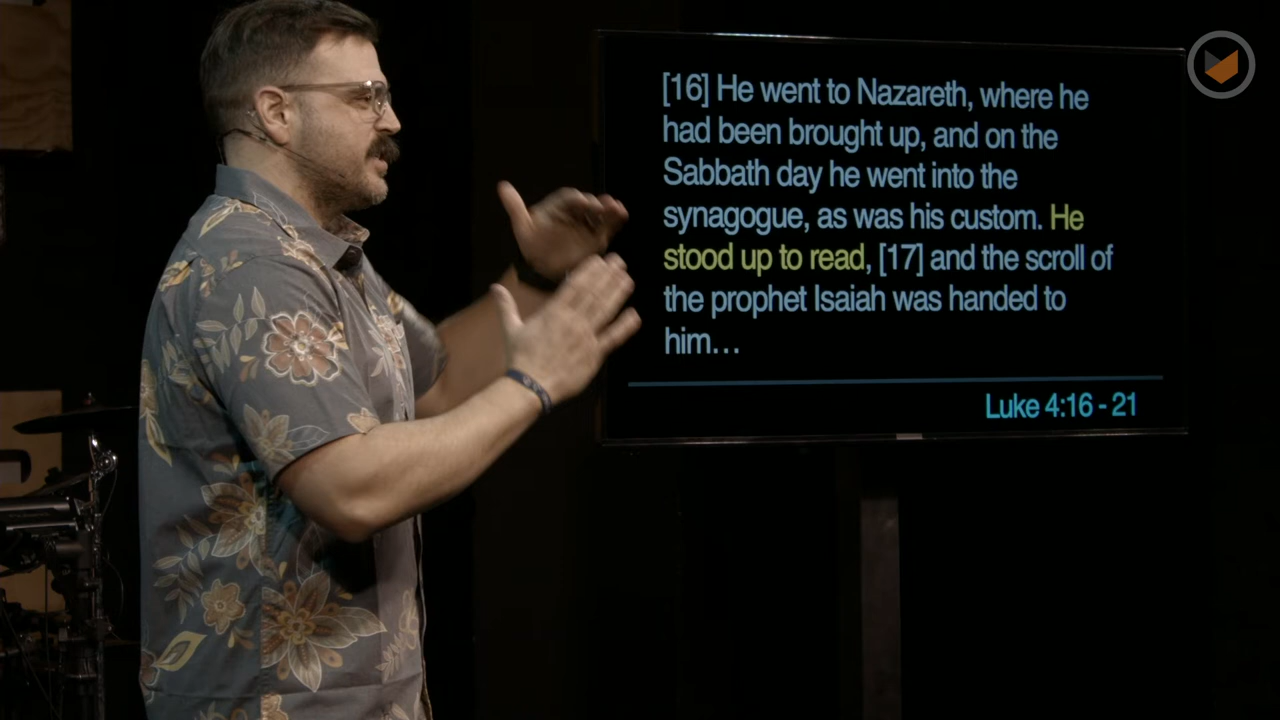 [16] He went to Nazareth, where he
had been brought up, and on the
Sabbath day he went into the
synagogue, as was his custom. He
stood up to read, [17] and the scroll of
the prophet Isaiah was handed to
him…
Luke 4:16 - 21